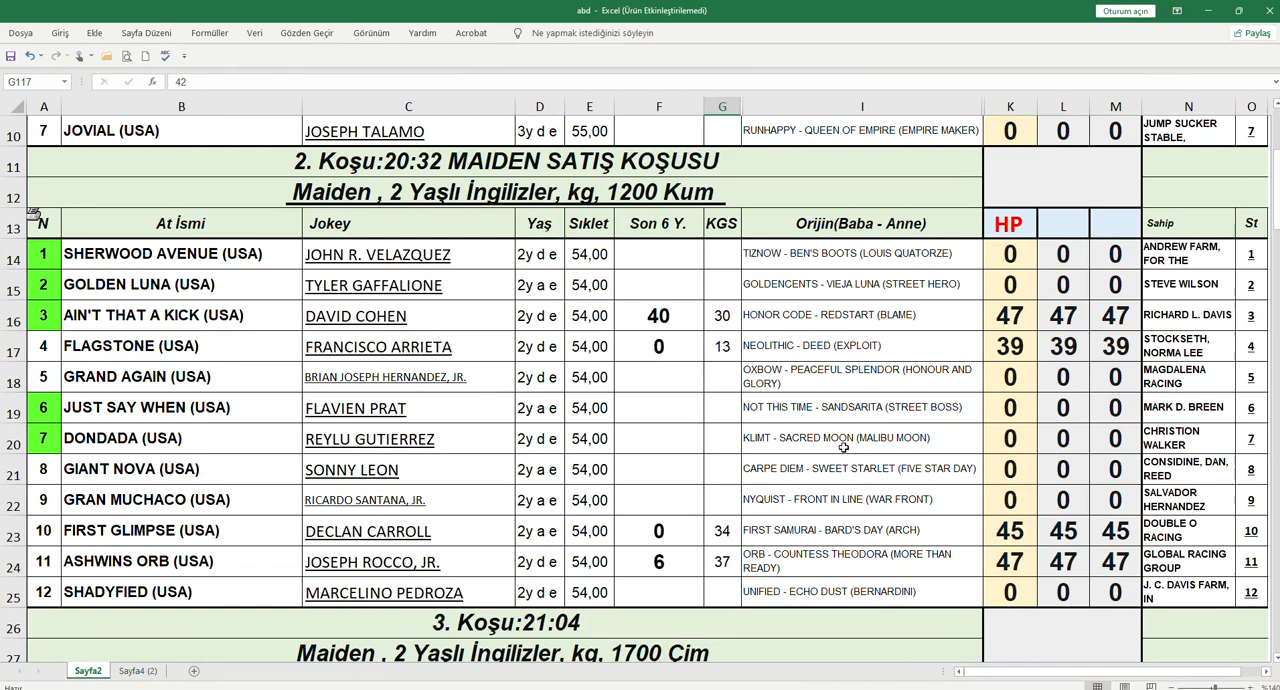 abd - Excel (Ürün Etkinleştirilemedi)
Oturum açın
Dosya Giriş Ekle Sayfa Düzeni Formüller Veri Gözden Geçir Görünüm Yardım Acrobat Ne yapmak istediğinizi söyleyin Paylaş
G117 fx 42
A B C D E F G I K L M N O
10 7 JOVIAL (USA) JOSEPH TALAMO 3y d e 55,00 RUNHAPPY - QUEEN OF EMPIRE (EMPIRE MAKER) 0 0 0 JUMP SUCKER STABLE, 7
11 2. Koşu:20:32 MAIDEN SATIŞ KOŞUSU
12 Maiden , 2 Yaşlı İngilizler, kg, 1200 Kum
13 N At İsmi Jokey Yaş Sıklet Son 6 Y. KGS Orijin(Baba - Anne) HP Sahip St
14 1 SHERWOOD AVENUE (USA) JOHN R. VELAZQUEZ 2y d e 54,00 TIZNOW - BEN'S BOOTS (LOUIS QUATORZE) 0 0 0 ANDREW FARM, FOR THE 1
15 2 GOLDEN LUNA (USA) TYLER GAFFALIONE 2y a e 54,00 GOLDENCENTS - VIEJA LUNA (STREET HERO) 0 0 0 STEVE WILSON 2
16 3 AIN'T THAT A KICK (USA) DAVID COHEN 2y d e 54,00 40 30 HONOR CODE - REDSTART (BLAME) 47 47 47 RICHARD L. DAVIS 3
17 4 FLAGSTONE (USA) FRANCISCO ARRIETA 2y d e 54,00 0 13 NEOLITHIC - DEED (EXPLOIT) 39 39 39 STOCKSETH, NORMA LEE 4
18 5 GRAND AGAIN (USA) BRIAN JOSEPH HERNANDEZ, JR. 2y d e 54,00 OXBOW - PEACEFUL SPLENDOR (HONOUR AND GLORY) 0 0 0 MAGDALENA RACING 5
19 6 JUST SAY WHEN (USA) FLAVIEN PRAT 2y a e 54,00 NOT THIS TIME - SANDSARITA (STREET BOSS) 0 0 0 MARK D. BREEN 6
20 7 DONDADA (USA) REYLU GUTIERREZ 2y d e 54,00 KLIMT - SACRED MOON (MALIBU MOON) 0 0 0 CHRISTION WALKER 7
21 8 GIANT NOVA (USA) SONNY LEON 2y a e 54,00 CARPE DIEM - SWEET STARLET (FIVE STAR DAY) 0 0 0 CONSIDINE, DAN, REED 8
22 9 GRAN MUCHACO (USA) RICARDO SANTANA, JR. 2y a e 54,00 NYQUIST - FRONT IN LINE (WAR FRONT) 0 0 0 SALVADOR HERNANDEZ 9
23 10 FIRST GLIMPSE (USA) DECLAN CARROLL 2y d e 54,00 0 34 FIRST SAMURAI - BARD'S DAY (ARCH) 45 45 45 DOUBLE O RACING 10
24 11 ASHWINS ORB (USA) JOSEPH ROCCO, JR. 2y d e 54,00 6 37 ORB - COUNTESS THEODORA (MORE THAN READY) 47 47 47 GLOBAL RACING GROUP 11
25 12 SHADYFIED (USA) MARCELINO PEDROZA 2y d e 54,00 UNIFIED - ECHO DUST (BERNARDINI) 0 0 0 J. C. DAVIS FARM, IN 12
26 3. Koşu:21:04
27 Maiden , 2 Yaşlı İngilizler, kg, 1700 Çim
Sayfa2 Sayfa4 (2)
Hazır %140